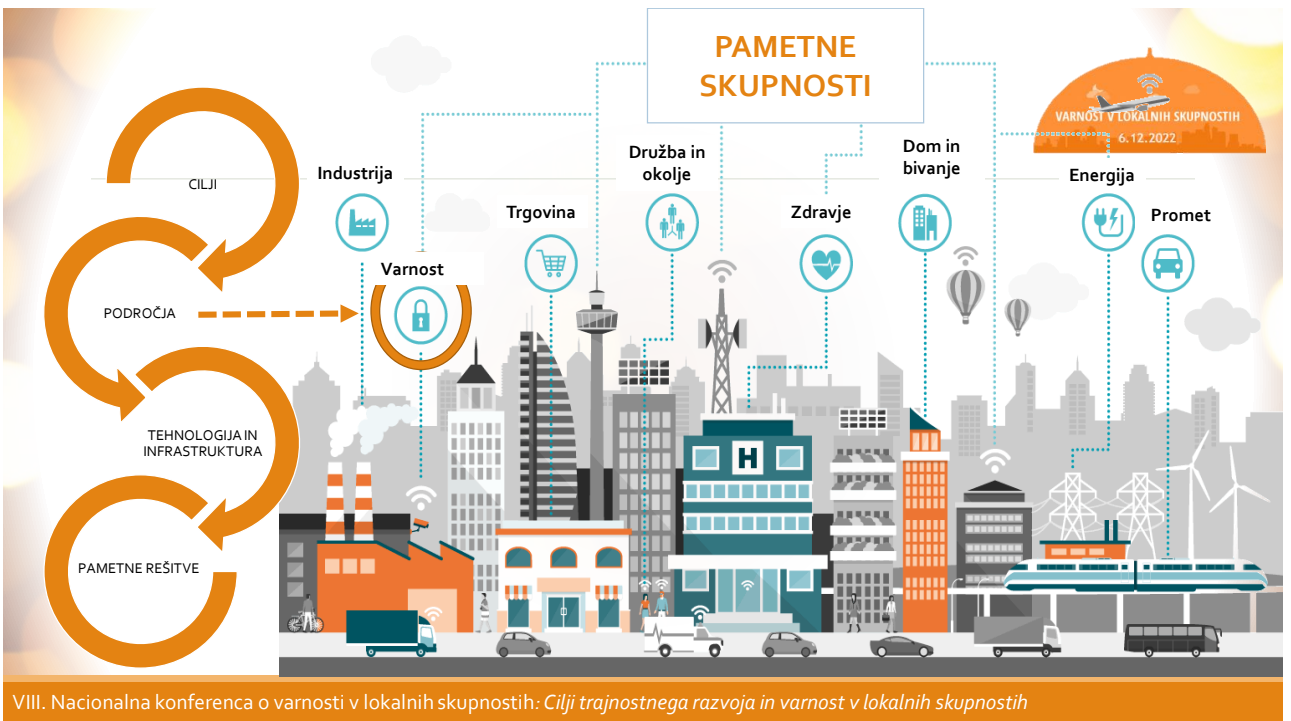 PAMETNE
SKUPNOSTI
VARNOST V LOKALNIH SKUPNOSTIH
6.12.2022
CILJI
PODROČJA
TEHNOLOGIJA IN
INFRASTRUKTURA
PAMETNE REŠITVE
Industrija
Varnost
Trgovina
Družba in
okolje
Zdravje
Dom in
bivanje
Energija
Promet
H
VIII. Nacionalna konferenca o varnosti v lokalnih skupnostih: Cilji trajnostnega razvoja in varnost v lokalnih skupnostih